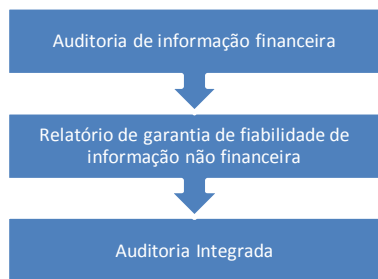 Auditoria de informação financeira
Relatório de garantia de fiabilidade de
informação não financeira
Auditoria Integrada